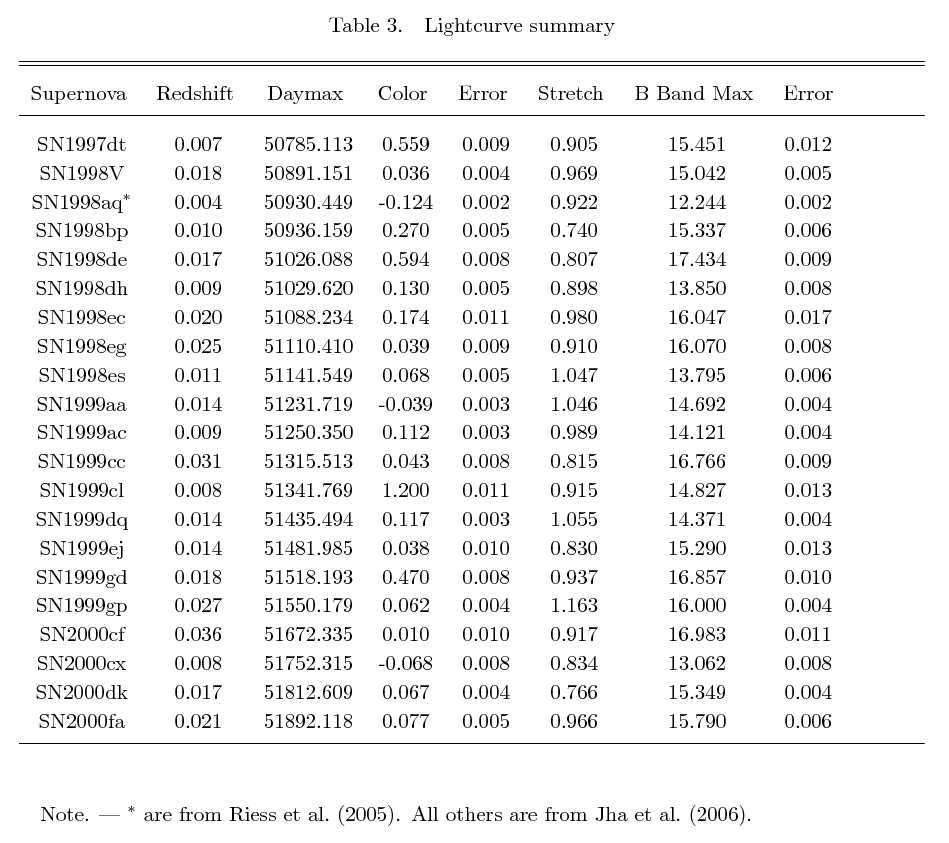 Table 3. Lightcurve summary
Supernova Redshift Daymax Color Error Stretch B Band Max Error
SN1997dt 0.007 50785.113 0.559 0.009 0.905 15.451 0.012
SN1998V 0.018 50891.151 0.036 0.004 0.969 15.042 0.005
SN1998aq* 0.004 50930.449 -0.124 0.002 0.922 12.244 0.002
SN1998bp 0.010 50936.159 0.270 0.005 0.740 15.337 0.006
SN1998de 0.017 51026.088 0.594 0.008 0.807 17.434 0.009
SN1998dh 0.009 51029.620 0.130 0.005 0.898 13.850 0.008
SN1998ec 0.020 51088.234 0.174 0.011 0.980 16.047 0.017
SN1998eg 0.025 51110.410 0.039 0.009 0.910 16.070 0.008
SN1998es 0.011 51141.549 0.068 0.005 1.047 13.795 0.006
SN1999aa 0.014 51231.719 -0.039 0.003 1.046 14.692 0.004
SN1999ac 0.009 51250.350 0.112 0.003 0.989 14.121 0.004
SN1999cc 0.031 51315.513 0.043 0.008 0.815 16.766 0.009
SN1999cl 0.008 51341.769 1.200 0.011 0.915 14.827 0.013
SN1999dq 0.014 51435.494 0.117 0.003 1.055 14.371 0.004
SN1999ej 0.014 51481.985 0.038 0.010 0.830 15.290 0.013
SN1999gd 0.018 51518.193 0.470 0.008 0.937 16.857 0.010
SN1999gp 0.027 51550.179 0.062 0.004 1.163 16.000 0.004
SN2000cf 0.036 51672.335 0.010 0.010 0.917 16.983 0.011
SN2000cx 0.008 51752.315 -0.068 0.008 0.834 13.062 0.008
SN2000dk 0.017 51812.609 0.067 0.004 0.766 15.349 0.004
SN2000fa 0.021 51892.118 0.077 0.005 0.966 15.790 0.006
Note. — * are from Riess et al. (2005). All others are from Jha et al. (2006).